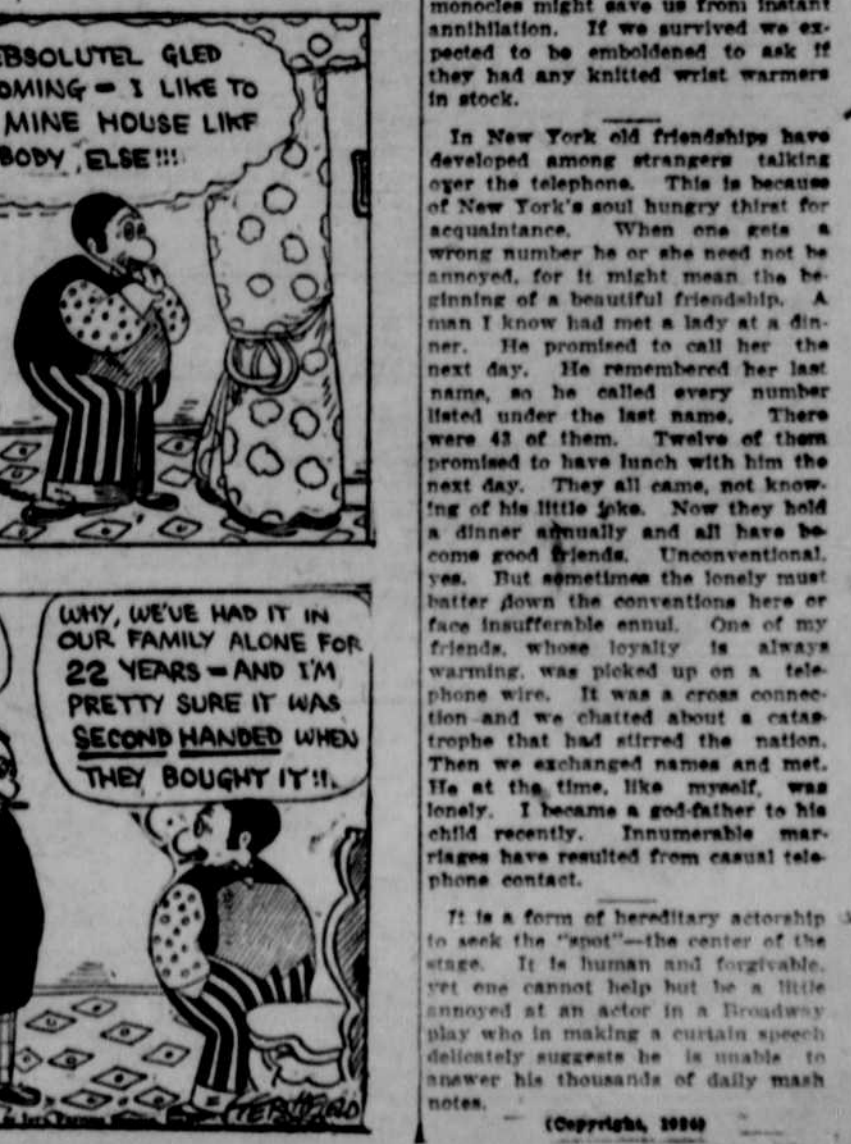 EBSOLUTEL GLED
OMING - I LIKE TO
MINE HOUSE LIKE
BODY ELSE!!!
WHY, WE'VE HAD IT IN
OUR FAMILY ALONE FOR
22 YEARS - AND I'M
PRETTY SURE IT WAS
SECOND HANDED WHEN
THEY BOUGHT IT!!.
HERSHFIELD
monocles might save us from instant
annihilation. If we survived we ex-
pected to be emboldened to ask if
they had any knitted wrist warmers
in stock.
In New York old friendships have
developed among strangers talking
over the telephone. This is because
of New York's soul hungry thirst for
acquaintance. When one gets a
wrong number he or she need not be
annoyed, for it might mean the be-
ginning of a beautiful friendship. A
man I know had met a lady at a din-
ner. He promised to call her the
next day. He remembered her last
name, so he called every number
listed under the last name. There
were 43 of them. Twelve of them
promised to have lunch with him the
next day. They all came, not know-
ing of his little joke. Now they hold
a dinner annually and all have be-
come good friends. Unconventional,
yes. But sometimes the lonely must
batter down the conventions here or
face insufferable ennui. One of my
friends, whose loyalty is always
warming, was picked up on a tele-
phone wire. It was a cross connec-
tion and we chatted about a catas-
trophe that had stirred the nation.
Then we exchanged names and met.
He at the time, like myself, was
lonely. I became a god-father to his
child recently. Innumerable mar-
riages have resulted from casual tele-
phone contact.
It is a form of hereditary actorship
to seek the "spot"—the center of the
stage. It is human and forgivable,
yet one cannot help but be a little
annoyed at an actor in a Broadway
play who in making a curtain speech
delicately suggests he is unable to
answer his thousands of daily mash
notes.
(Copyright, 1926)